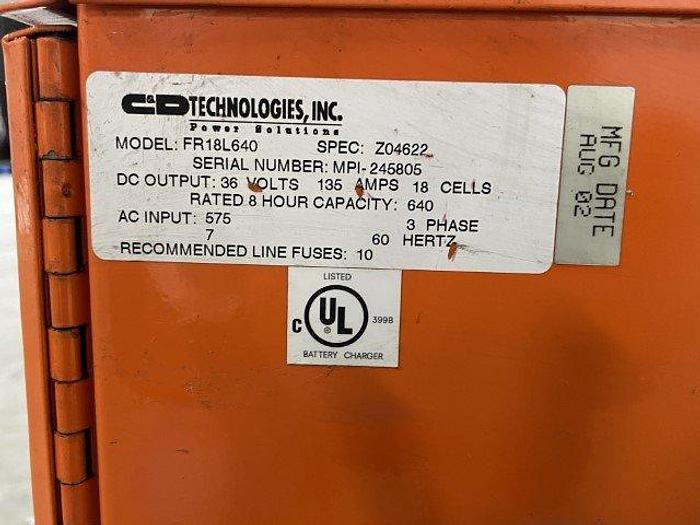 C&D TECHNOLOGIES, INC.
Power Solutions
MODEL: FR18L640 SPEC: Z04622
SERIAL NUMBER: MPI-245805
DC OUTPUT: 36 VOLTS 135 AMPS 18 CELLS
RATED 8 HOUR CAPACITY: 640
AC INPUT: 575 3 PHASE
7 60 HERTZ
RECOMMENDED LINE FUSES: 10
MFG DATE
AUG 02
LISTED
C UL ® 399B
BATTERY CHARGER